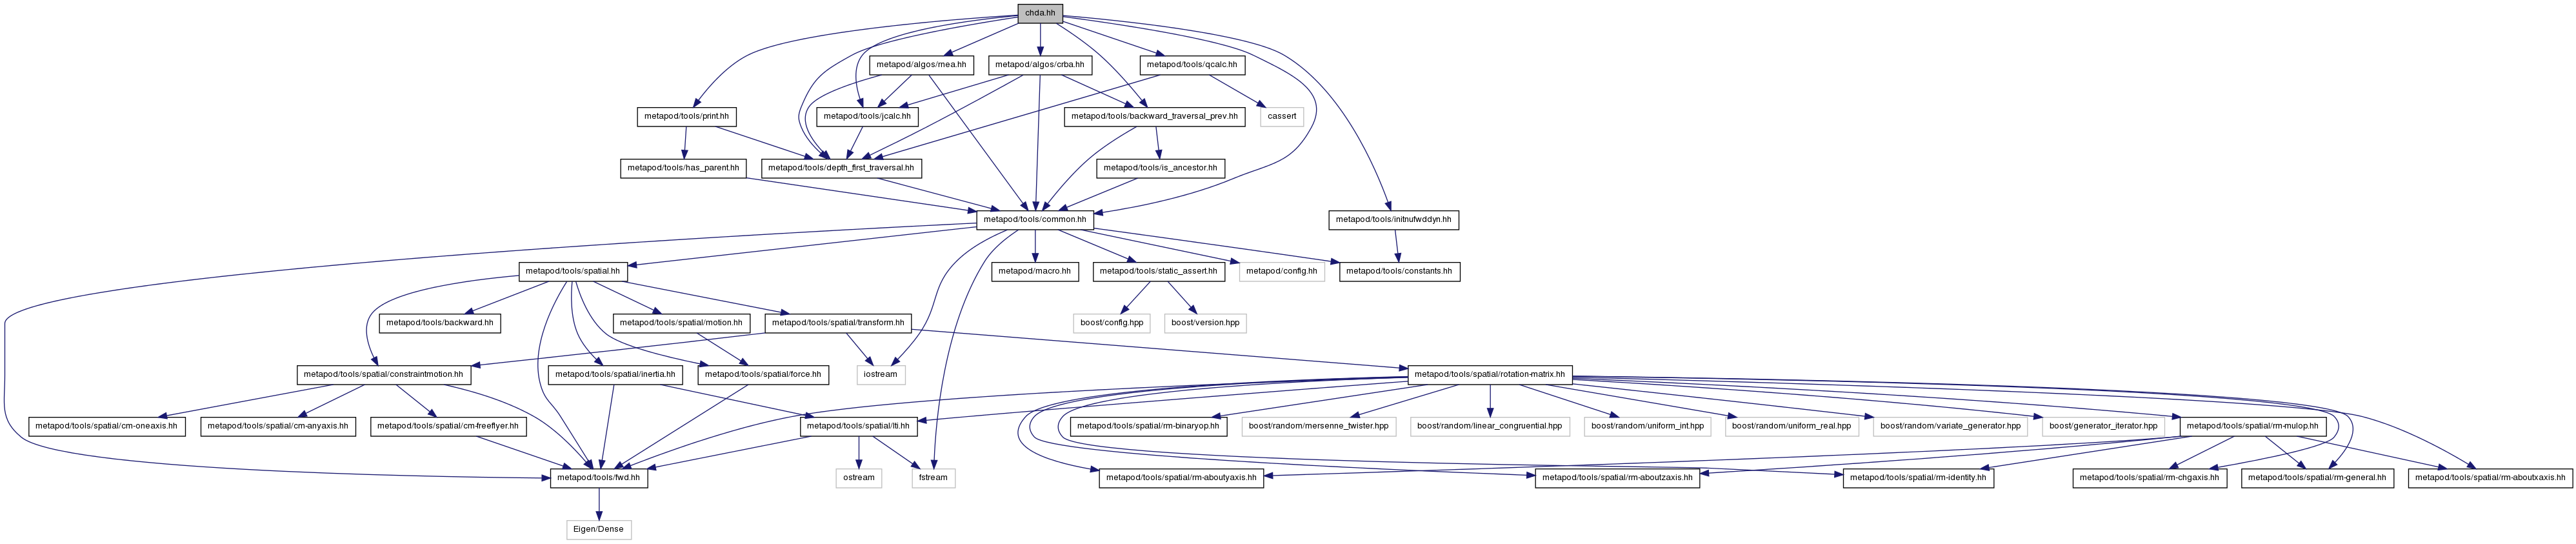 chda.hh
metapod/algos/rnea.hh
metapod/algos/crba.hh
metapod/tools/qcalc.hh
metapod/tools/print.hh
metapod/tools/jcalc.hh
metapod/tools/backward_traversal_prev.hh
cassert
metapod/tools/has_parent.hh
metapod/tools/depth_first_traversal.hh
metapod/tools/is_ancestor.hh
metapod/tools/common.hh
metapod/tools/initnufwddyn.hh
metapod/tools/spatial.hh
metapod/macro.hh
metapod/tools/static_assert.hh
metapod/config.hh
metapod/tools/constants.hh
metapod/tools/backward.hh
metapod/tools/spatial/motion.hh
metapod/tools/spatial/transform.hh
boost/config.hpp
boost/version.hpp
metapod/tools/spatial/constraintmotion.hh
metapod/tools/spatial/inertia.hh
metapod/tools/spatial/force.hh
iostream
metapod/tools/spatial/rotation-matrix.hh
metapod/tools/spatial/cm-oneaxis.hh
metapod/tools/spatial/cm-anyaxis.hh
metapod/tools/spatial/cm-freeflyer.hh
metapod/tools/spatial/lti.hh
metapod/tools/spatial/rm-binaryop.hh
boost/random/mersenne_twister.hpp
boost/random/linear_congruential.hpp
boost/random/uniform_int.hpp
boost/random/uniform_real.hpp
boost/random/variate_generator.hpp
boost/generator_iterator.hpp
metapod/tools/spatial/rm-mulop.hh
metapod/tools/fwd.hh
ostream
fstream
metapod/tools/spatial/rm-aboutyaxis.hh
metapod/tools/spatial/rm-aboutzaxis.hh
metapod/tools/spatial/rm-identity.hh
metapod/tools/spatial/rm-chgaxis.hh
metapod/tools/spatial/rm-general.hh
metapod/tools/spatial/rm-aboutxaxis.hh
Eigen/Dense